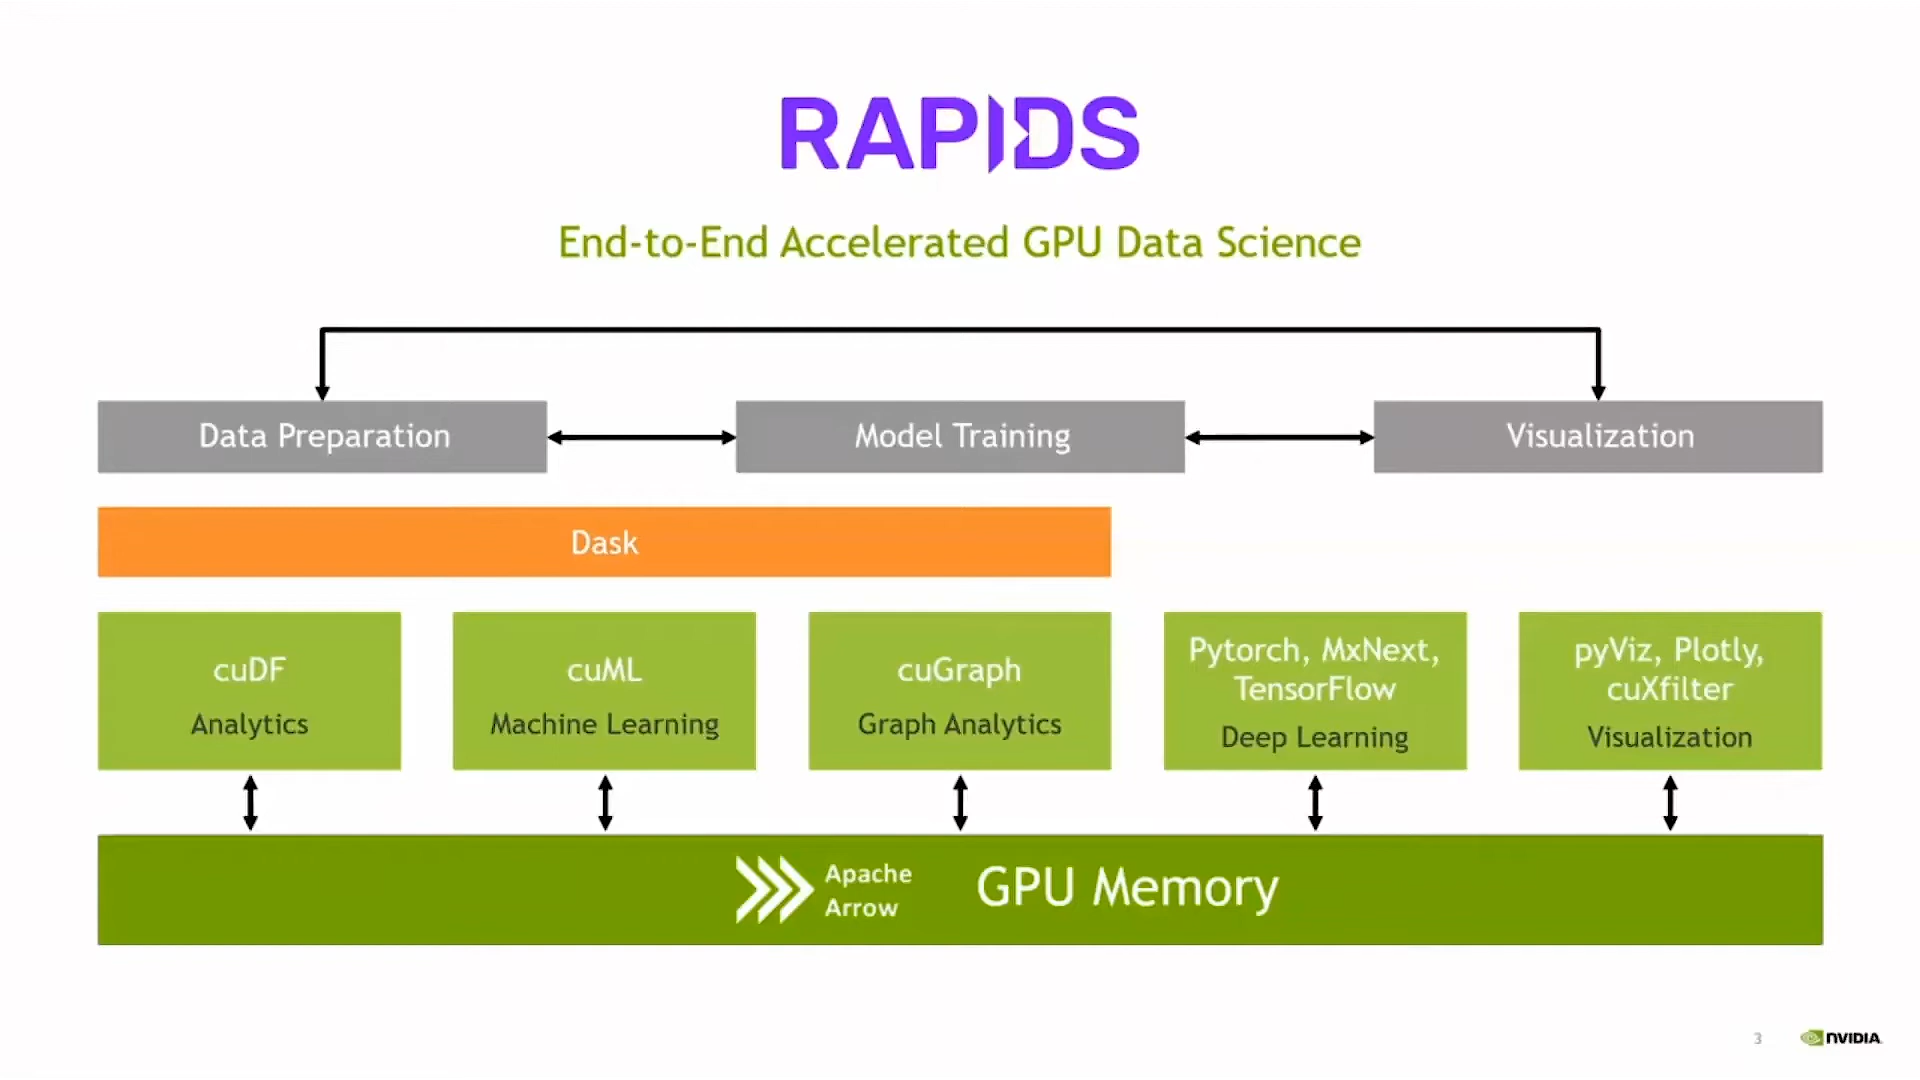 RAPIDS
End-to-End Accelerated GPU Data Science
Data Preparation
Model Training
Visualization
Dask
cuDF
Analytics
cuML
Machine Learning
cuGraph
Graph Analytics
Pytorch, MxNext,
TensorFlow
Deep Learning
pyViz, Plotly,
cuXfilter
Visualization
Apache
Arrow
GPU Memory
3
NVIDIA.